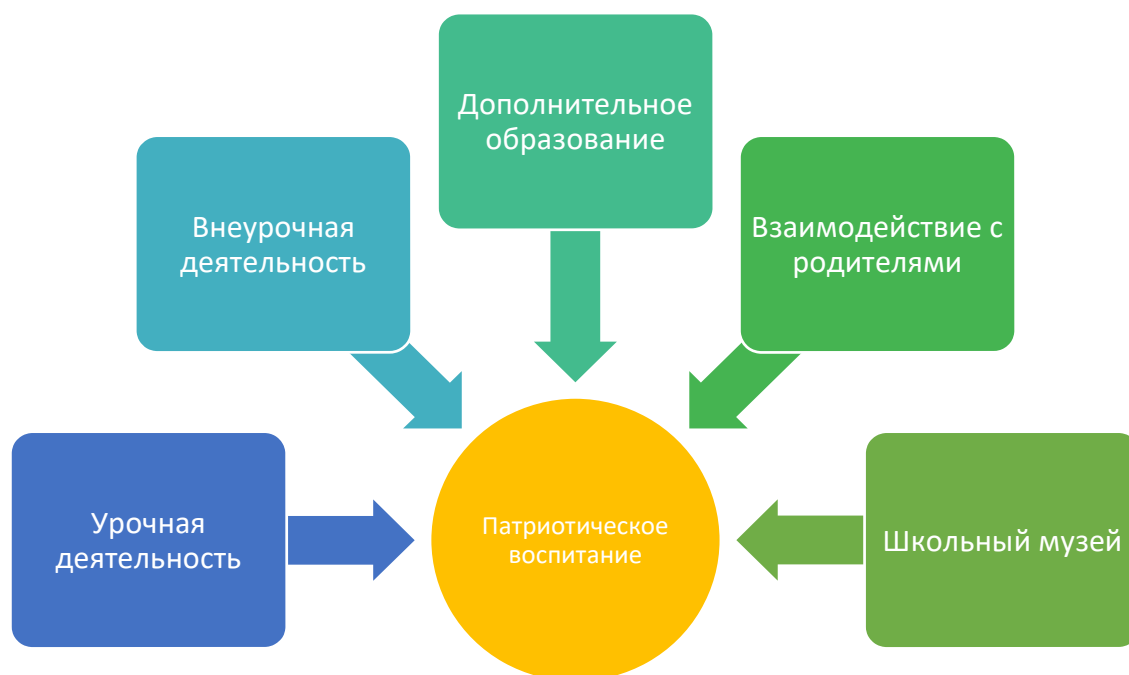 Дополнительное
образование
Внеурочная
деятельность
Взаимодействие с
родителями
Урочная
деятельность
Патриотическое
воспитание
Школьный музей